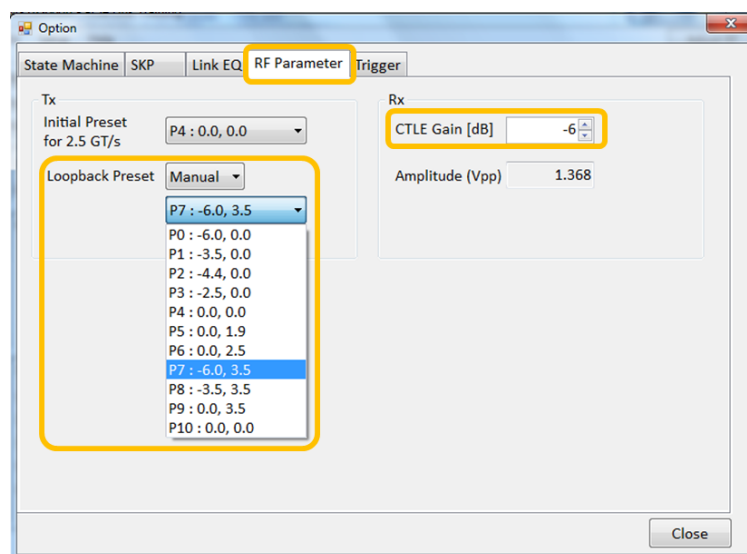 Option
State Machine SKP Link EQ RF Parameter Trigger
Tx
Initial Preset
for 2.5 GT/s
P4 : 0.0, 0.0
Loopback Preset Manual
P7 : -6.0, 3.5
P0 : -6.0, 0.0
P1 : -3.5, 0.0
P2 : -4.4, 0.0
P3 : -2.5, 0.0
P4 : 0.0, 0.0
P5 : 0.0, 1.9
P6 : 0.0, 2.5
P7 : -6.0, 3.5
P8 : -3.5, 3.5
P9 : 0.0, 3.5
P10 : 0.0, 0.0
Rx
CTLE Gain [dB] -6
Amplitude (Vpp) 1.368
Close